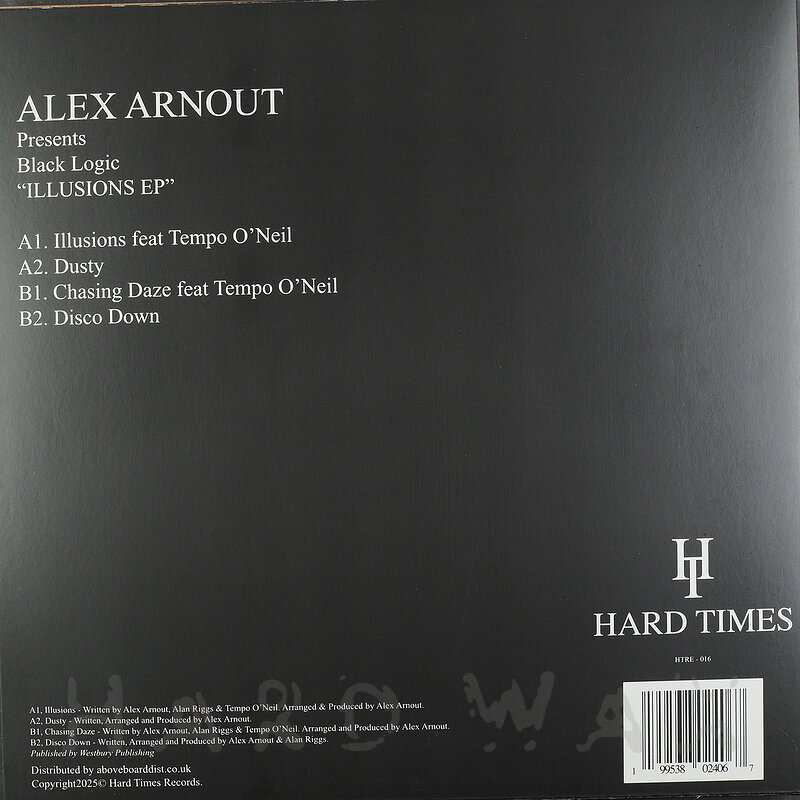 ALEX ARNOUT
Presents
Black Logic
“ILLUSIONS EP”
A1. Illusions feat Tempo O’Neil
A2. Dusty
B1. Chasing Daze feat Tempo O’Neil
B2. Disco Down
HT
HARD TIMES
HTRE - 016
A1, Illusions - Written by Alex Arnout, Alan Riggs & Tempo O’Neil. Arranged & Produced by Alex Arnout.
A2, Dusty - Written, Arranged and Produced by Alex Arnout.
B1, Chasing Daze - Written by Alex Arnout, Alan Riggs & Tempo O’Neil. Arranged and Produced by Alex Arnout.
B2, Disco Down - Written, Arranged and Produced by Alex Arnout & Alan Riggs.
Published by Westbury Publishing
Distributed by aboveboarddist.co.uk
Copyright2025© Hard Times Records.
1 99538 02406 7